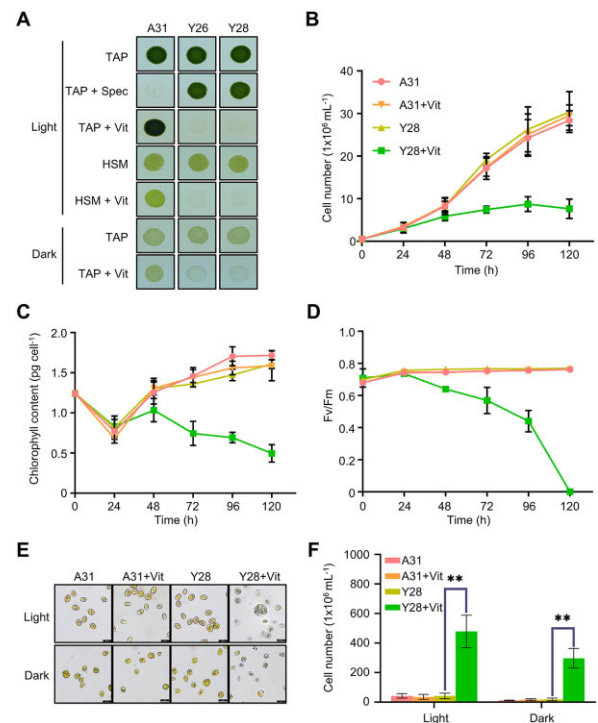 A
A31 Y26 Y28
TAP
TAP + Spec
Light
TAP + Vit
HSM
HSM + Vit
Dark
TAP
TAP + Vit
B
Cell number (1x10⁶ mL⁻¹)
40
30
20
10
0
0 24 48 72 96 120
Time (h)
A31
A31+Vit
Y28
Y28+Vit
C
Chlorophyll content (pg cell⁻¹)
2.0
1.5
1.0
0.5
0
0 24 48 72 96 120
Time (h)
D
Fv/Fm
1.0
0.8
0.6
0.4
0.2
0
0 24 48 72 96 120
Time (h)
E
A31 A31+Vit Y28 Y28+Vit
Light
Dark
F
Cell number (1x10⁶ mL⁻¹)
1000
800
600
400
200
0
A31
A31+Vit
Y28
Y28+Vit
**
**
Light Dark